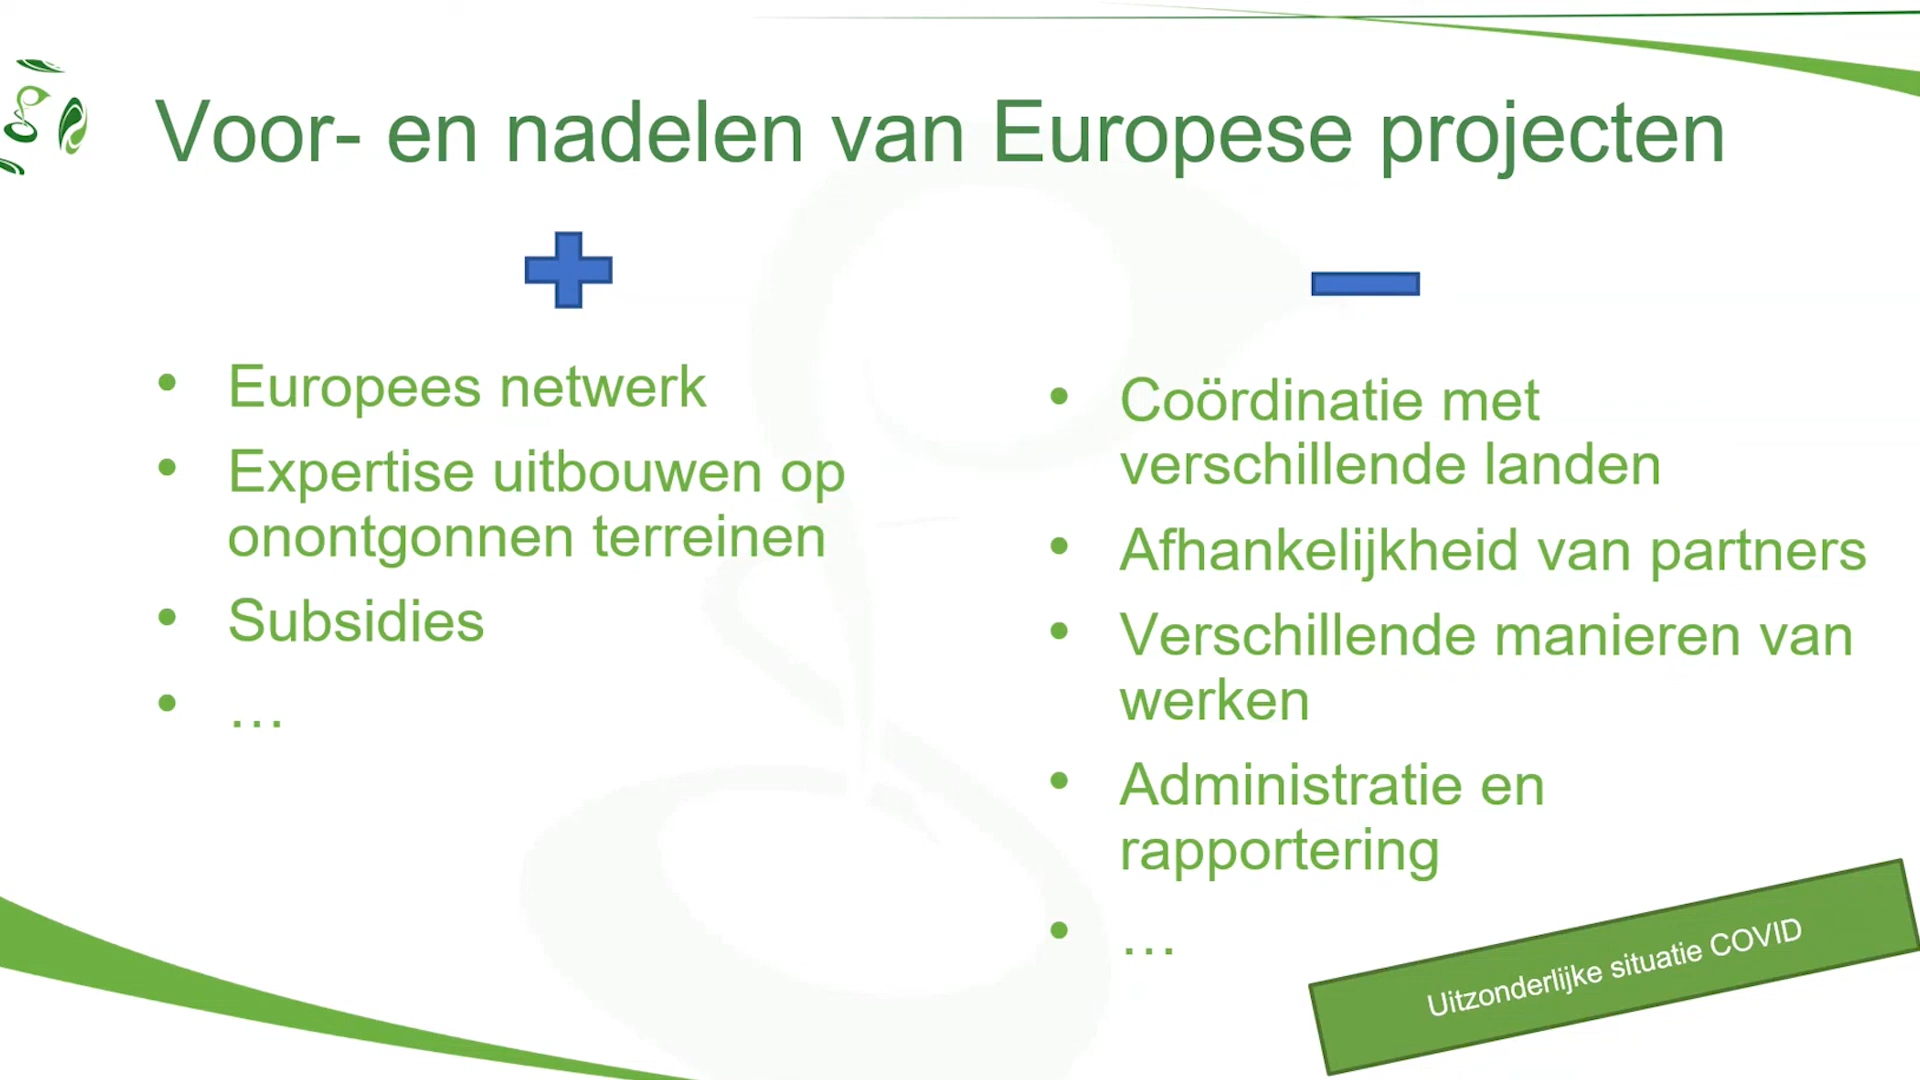 Voor- en nadelen van Europese projecten
• Europees netwerk
• Expertise uitbouwen op
onontgonnen terreinen
• Subsidies
• …
• Coördinatie met
verschillende landen
• Afhankelijkheid van partners
• Verschillende manieren van
werken
• Administratie en
rapportering
• …
Uitzonderlijke situatie COVID